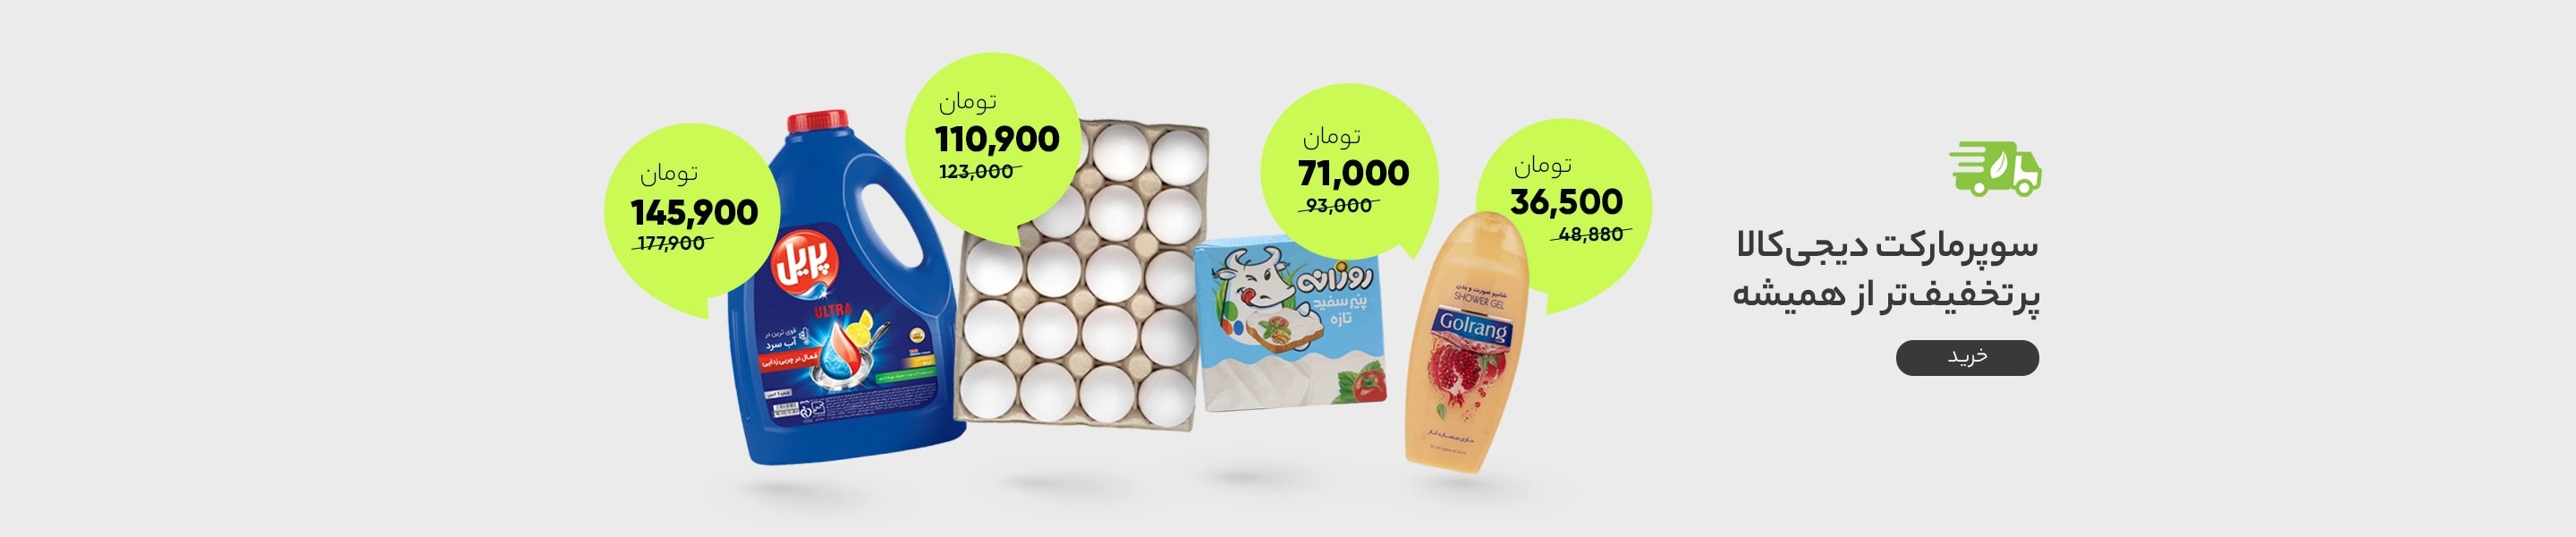 سوپرمارکت دیجی‌کالا
پرتخفیف‌تر از همیشه
خرید
تومان
36,500
48,880
تومان
71,000
93,000
تومان
110,900
123,000
تومان
145,900
177,900
شامپو صورت و بدن
SHOWER GEL
Golrang
روزانه
پنیر سفید
تازه
پریل
ULTRA
قوی ترین در
آب سرد
فعال در چربی زدایی